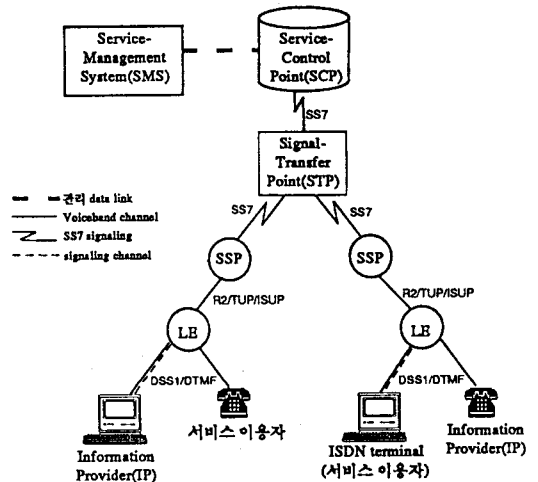 Service-
Management
System(SMS)
Service-
Control
Point(SCP)
SS7
Signal-
Transfer
Point(STP)
관리 data link
Voiceband channel
SS7 signaling
signaling channel
SS7
SS7
SSP
SSP
R2/TUP/ISUP
R2/TUP/ISUP
LE
LE
DSS1/DTMF
DSS1/DTMF
Information
Provider(IP)
서비스 이용자
ISDN terminal
(서비스 이용자)
Information
Provider(IP)